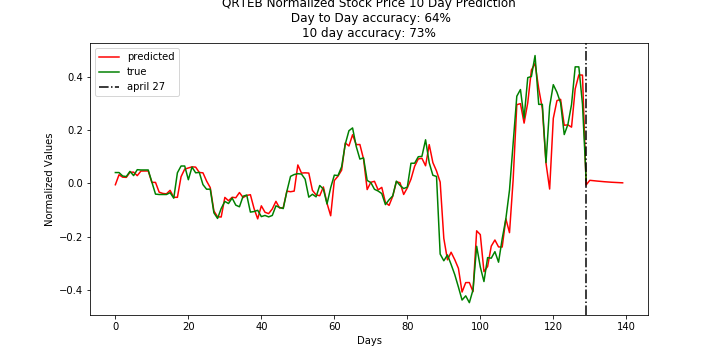 QRTEB Normalized Stock Price 10 Day Prediction
Day to Day accuracy: 64%
10 day accuracy: 73%
predicted
true
april 27
Normalized Values
0.4
0.2
0.0
−0.2
−0.4
0 20 40 60 80 100 120 140
Days